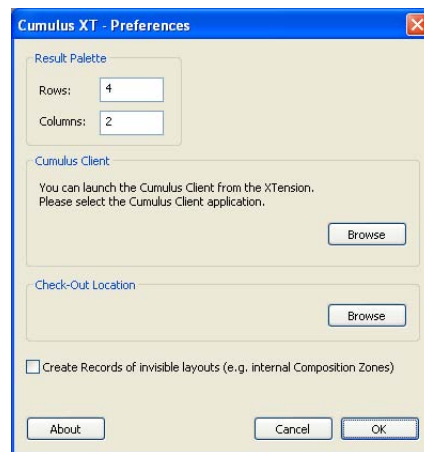 Cumulus XT - Preferences
Result Palette
Rows: 4
Columns: 2
Cumulus Client
You can launch the Cumulus Client from the XTension.
Please select the Cumulus Client application.
Browse
Check-Out Location
Browse
Create Records of invisible layouts (e.g. internal Composition Zones)
About Cancel OK